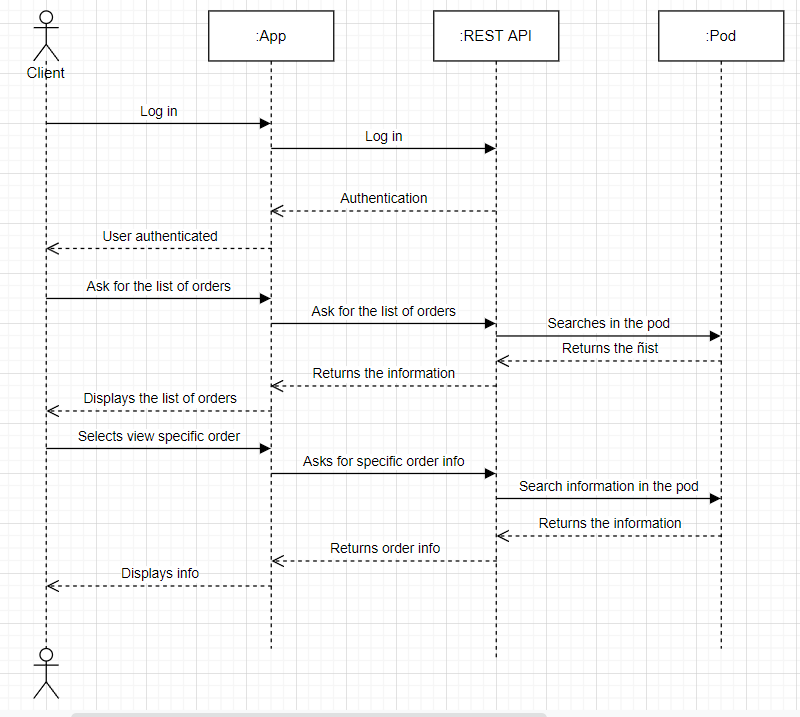 :App
:REST API
:Pod
Client
Log in
Log in
Authentication
User authenticated
Ask for the list of orders
Ask for the list of orders
Searches in the pod
Returns the ñist
Returns the information
Displays the list of orders
Selects view specific order
Asks for specific order info
Search information in the pod
Returns the information
Returns order info
Displays info